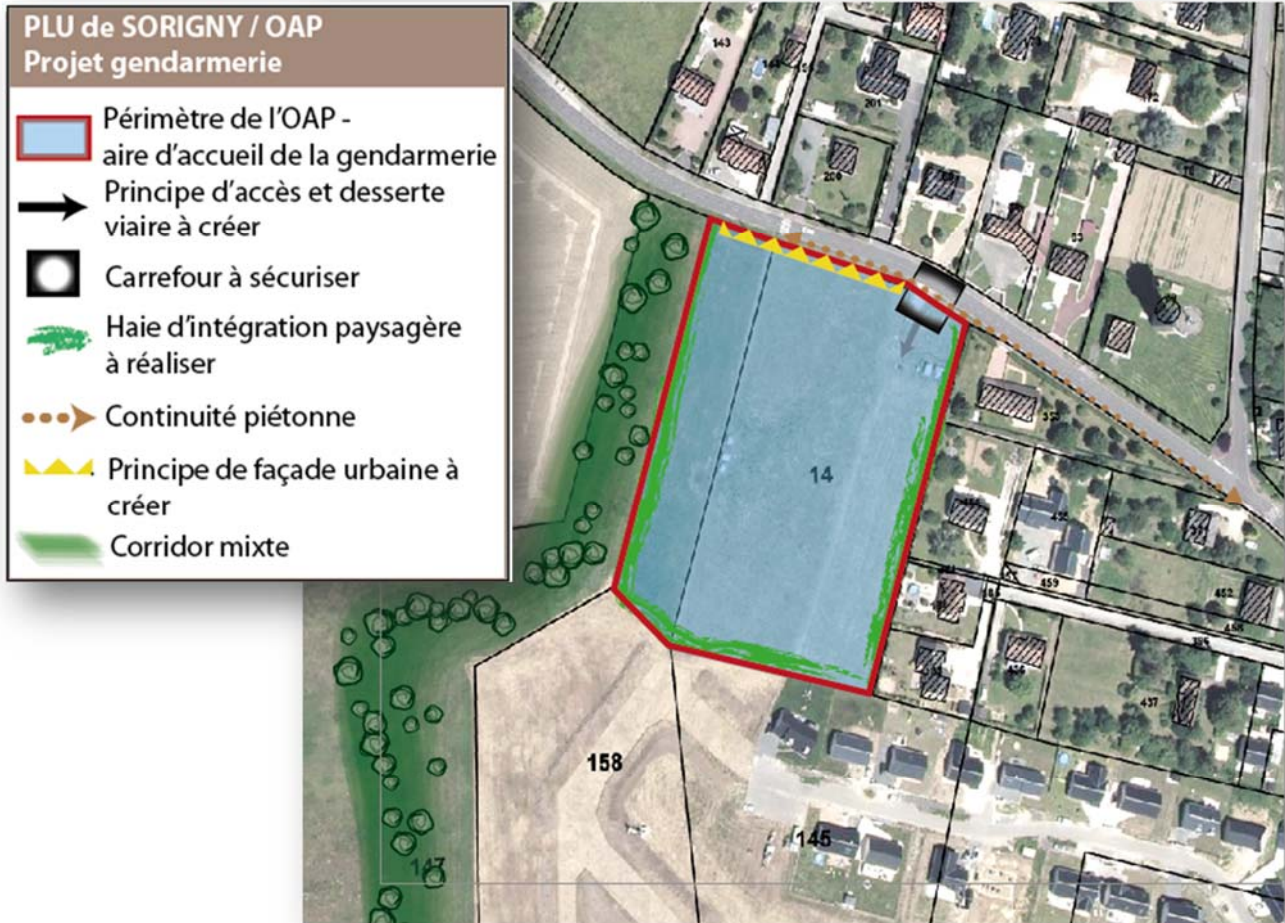 PLU de SORIGNY / OAP
Projet gendarmerie
Périmètre de l'OAP -
aire d'accueil de la gendarmerie
Principe d'accès et desserte
viaire à créer
Carrefour à sécuriser
Haie d'intégration paysagère
à réaliser
Continuité piétonne
Principe de façade urbaine à
créer
Corridor mixte
143
201
200
14
459
452
437
158
145
147